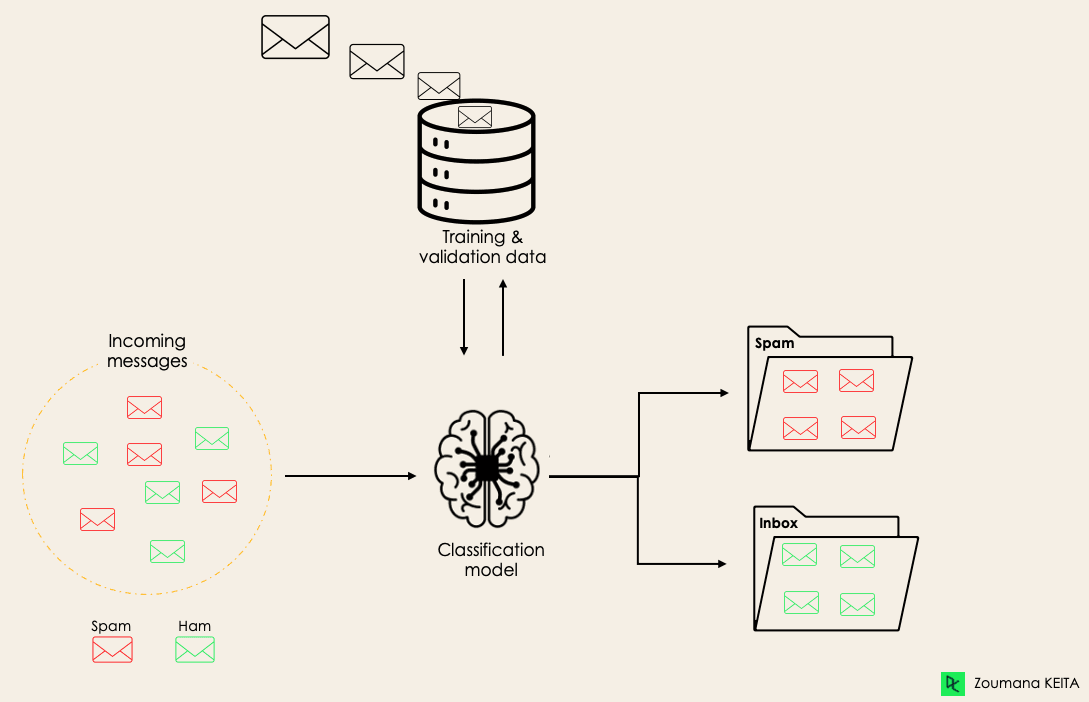 Training &
validation data
Incoming
messages
Spam
Classification
model
Inbox
Spam
Ham
Zoumana KEITA